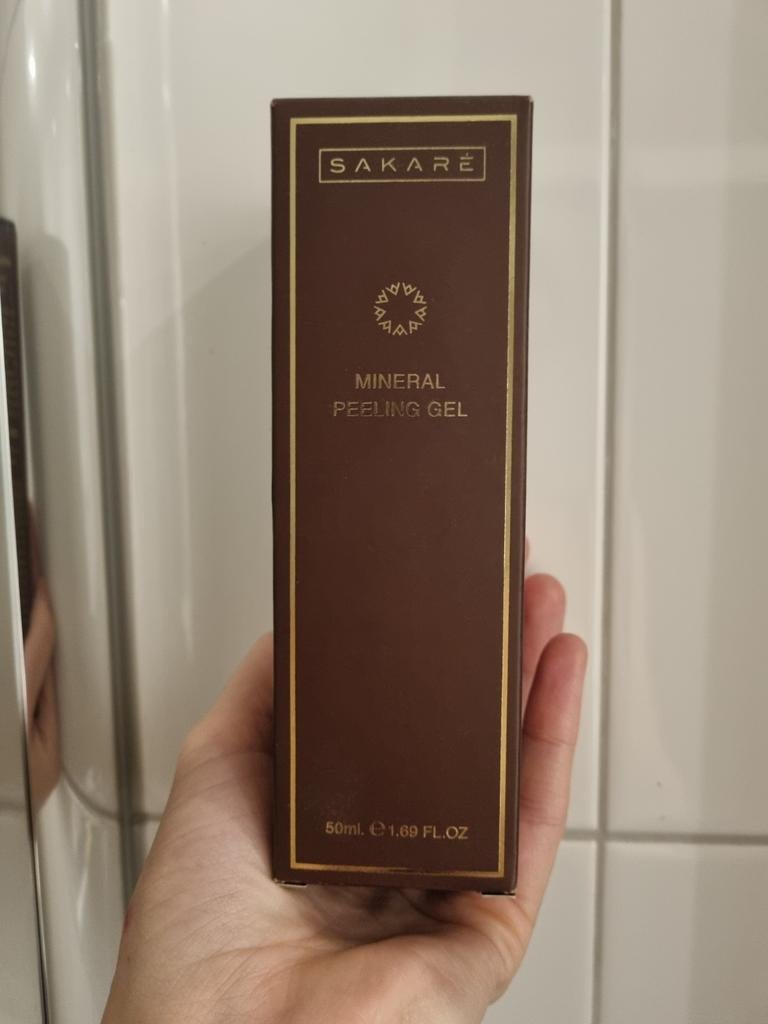 SAKARÉ
MINERAL
PEELING GEL
50ml. ℮ 1.69 FL.OZ